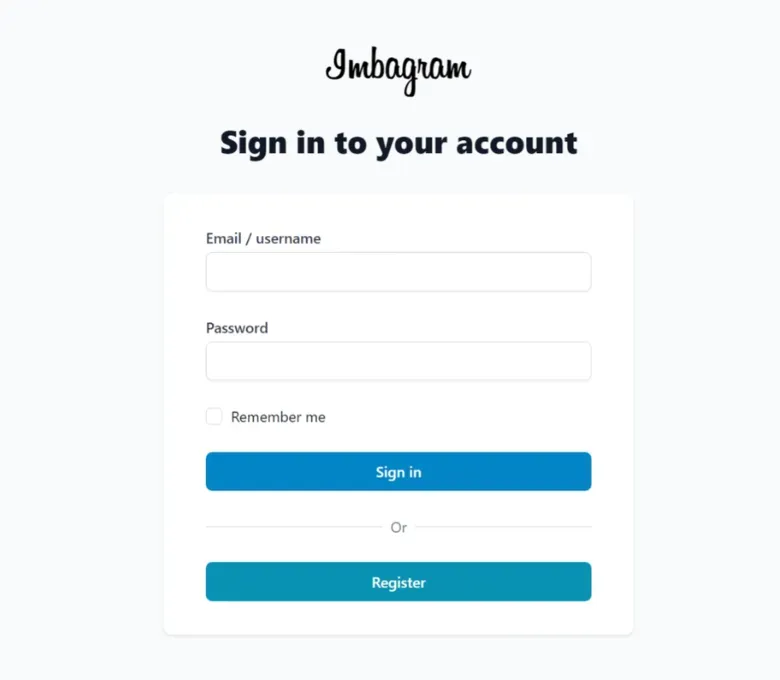 Imbagram
Sign in to your account
Email / username
Password
Remember me
Sign in
Or
Register